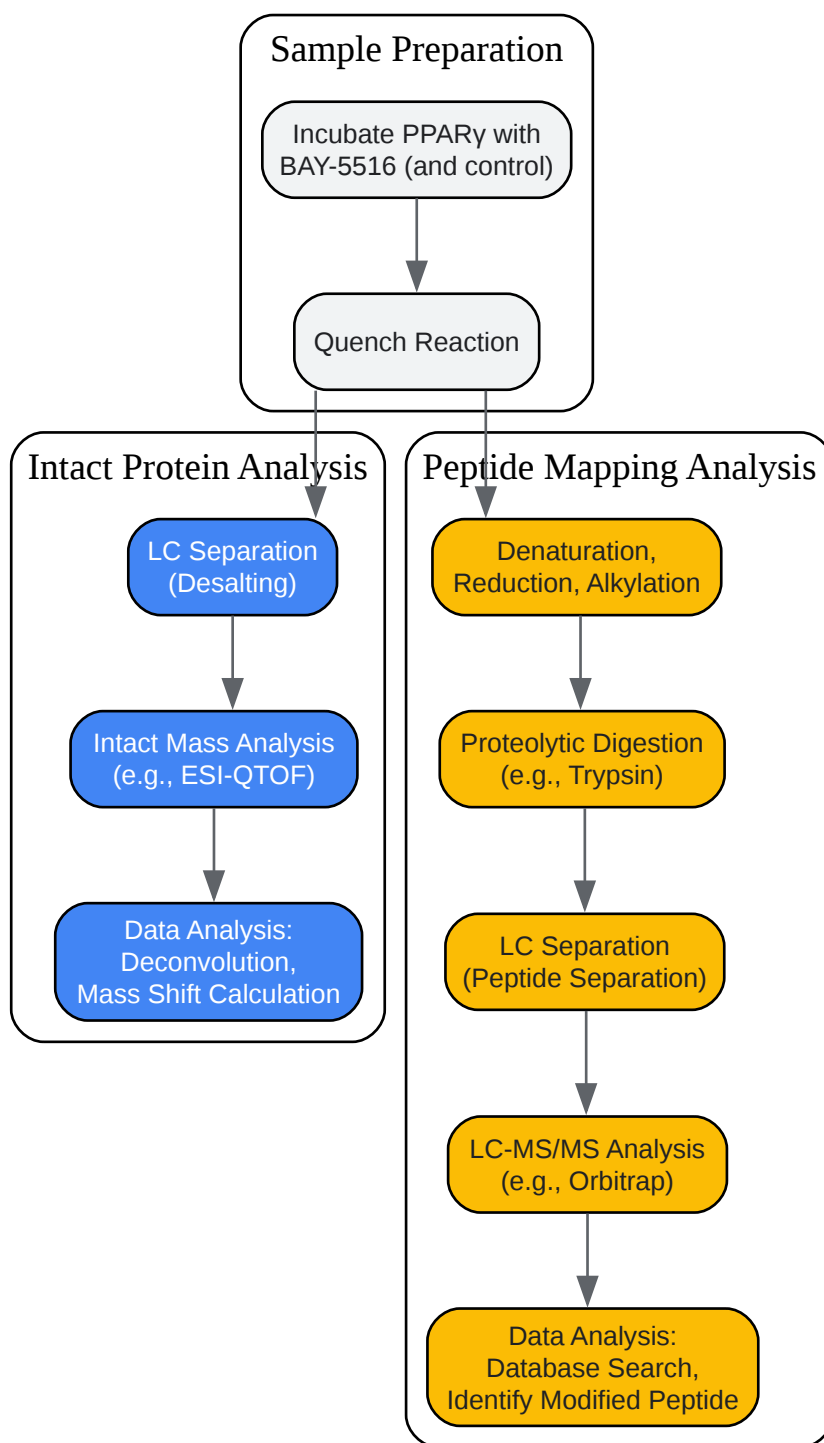 Sample Preparation
Incubate PPARγ with
BAY-5516 (and control)
Quench Reaction
Intact Protein Analysis
LC Separation
(Desalting)
Intact Mass Analysis
(e.g., ESI-QTOF)
Data Analysis:
Deconvolution,
Mass Shift Calculation
Peptide Mapping Analysis
Denaturation,
Reduction, Alkylation
Proteolytic Digestion
(e.g., Trypsin)
LC Separation
(Peptide Separation)
LC-MS/MS Analysis
(e.g., Orbitrap)
Data Analysis:
Database Search,
Identify Modified Peptide